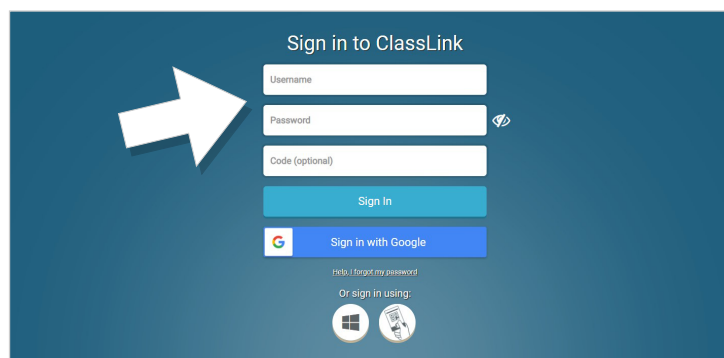 Sign in to ClassLink
Username
Password
Code (optional)
Sign In
Sign in with Google
Help, I forgot my password
Or sign in using: